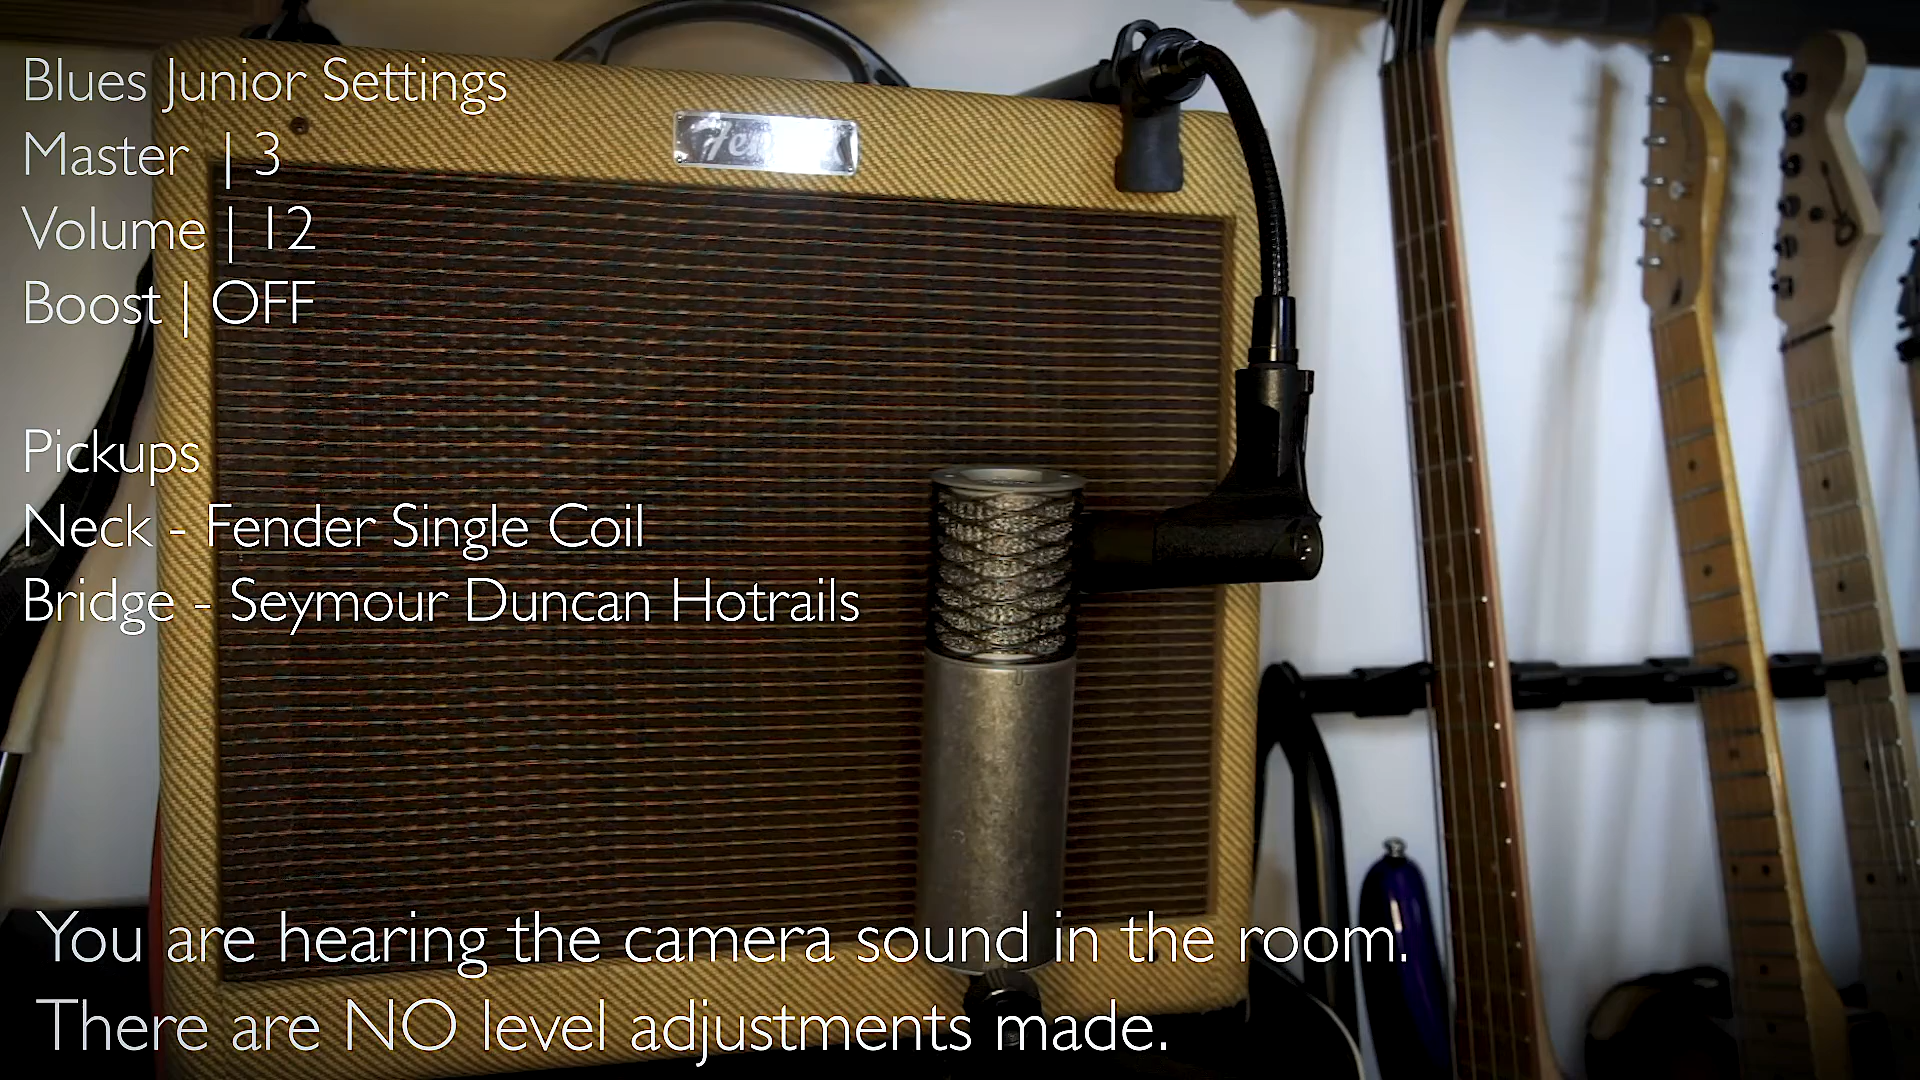 Blues Junior Settings
Master | 3
Volume | 12
Boost | OFF
Pickups
Neck - Fender Single Coil
Bridge - Seymour Duncan Hotrails
You are hearing the camera sound in the room.
There are NO level adjustments made.